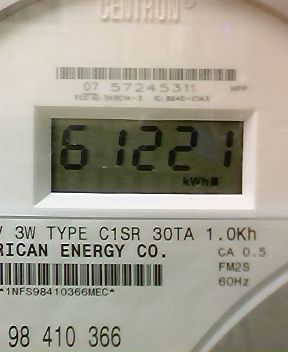 CENTRON
07 57245311
61221
kWh
V 3W TYPE C1SR 30TA 1.0Kh
RICAN ENERGY CO.
CA 0.5
FM2S
60Hz
*1NFS98410366MEC*
98 410 366